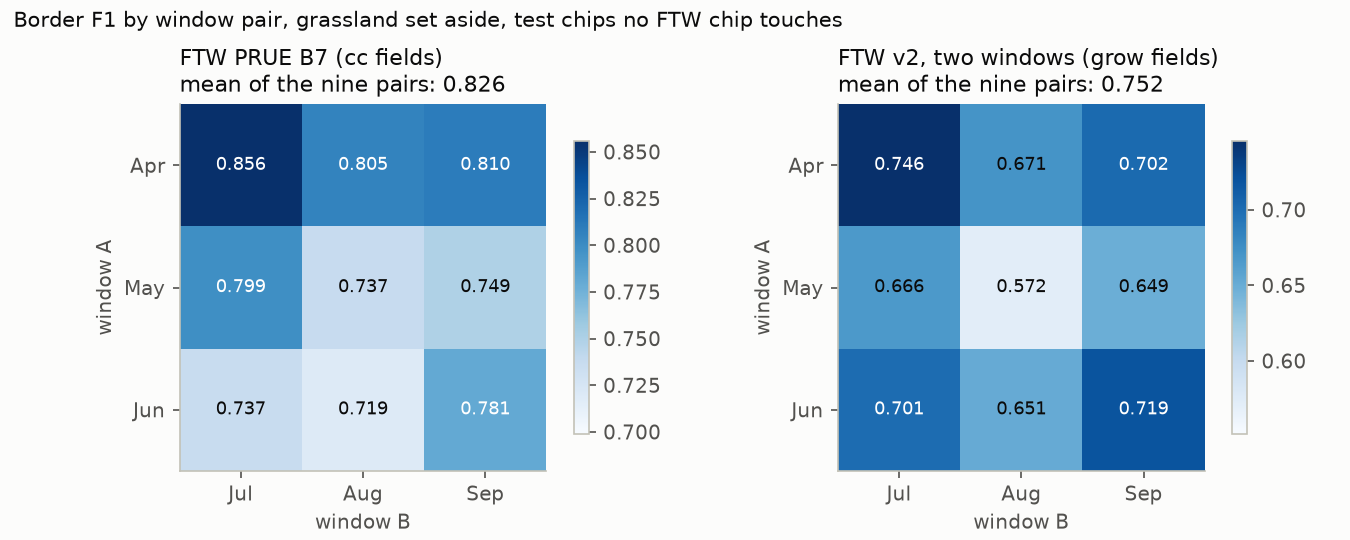 Border F1 by window pair, grassland set aside, test chips no FTW chip touches
FTW PRUE B7 (cc fields)
mean of the nine pairs: 0.826
window A
Apr
May
Jun
0.856 0.805 0.810
0.799 0.737 0.749
0.737 0.719 0.781
Jul Aug Sep
window B
0.850
0.825
0.800
0.775
0.750
0.725
0.700
FTW v2, two windows (grow fields)
mean of the nine pairs: 0.752
window A
Apr
May
Jun
0.746 0.671 0.702
0.666 0.572 0.649
0.701 0.651 0.719
Jul Aug Sep
window B
0.70
0.65
0.60